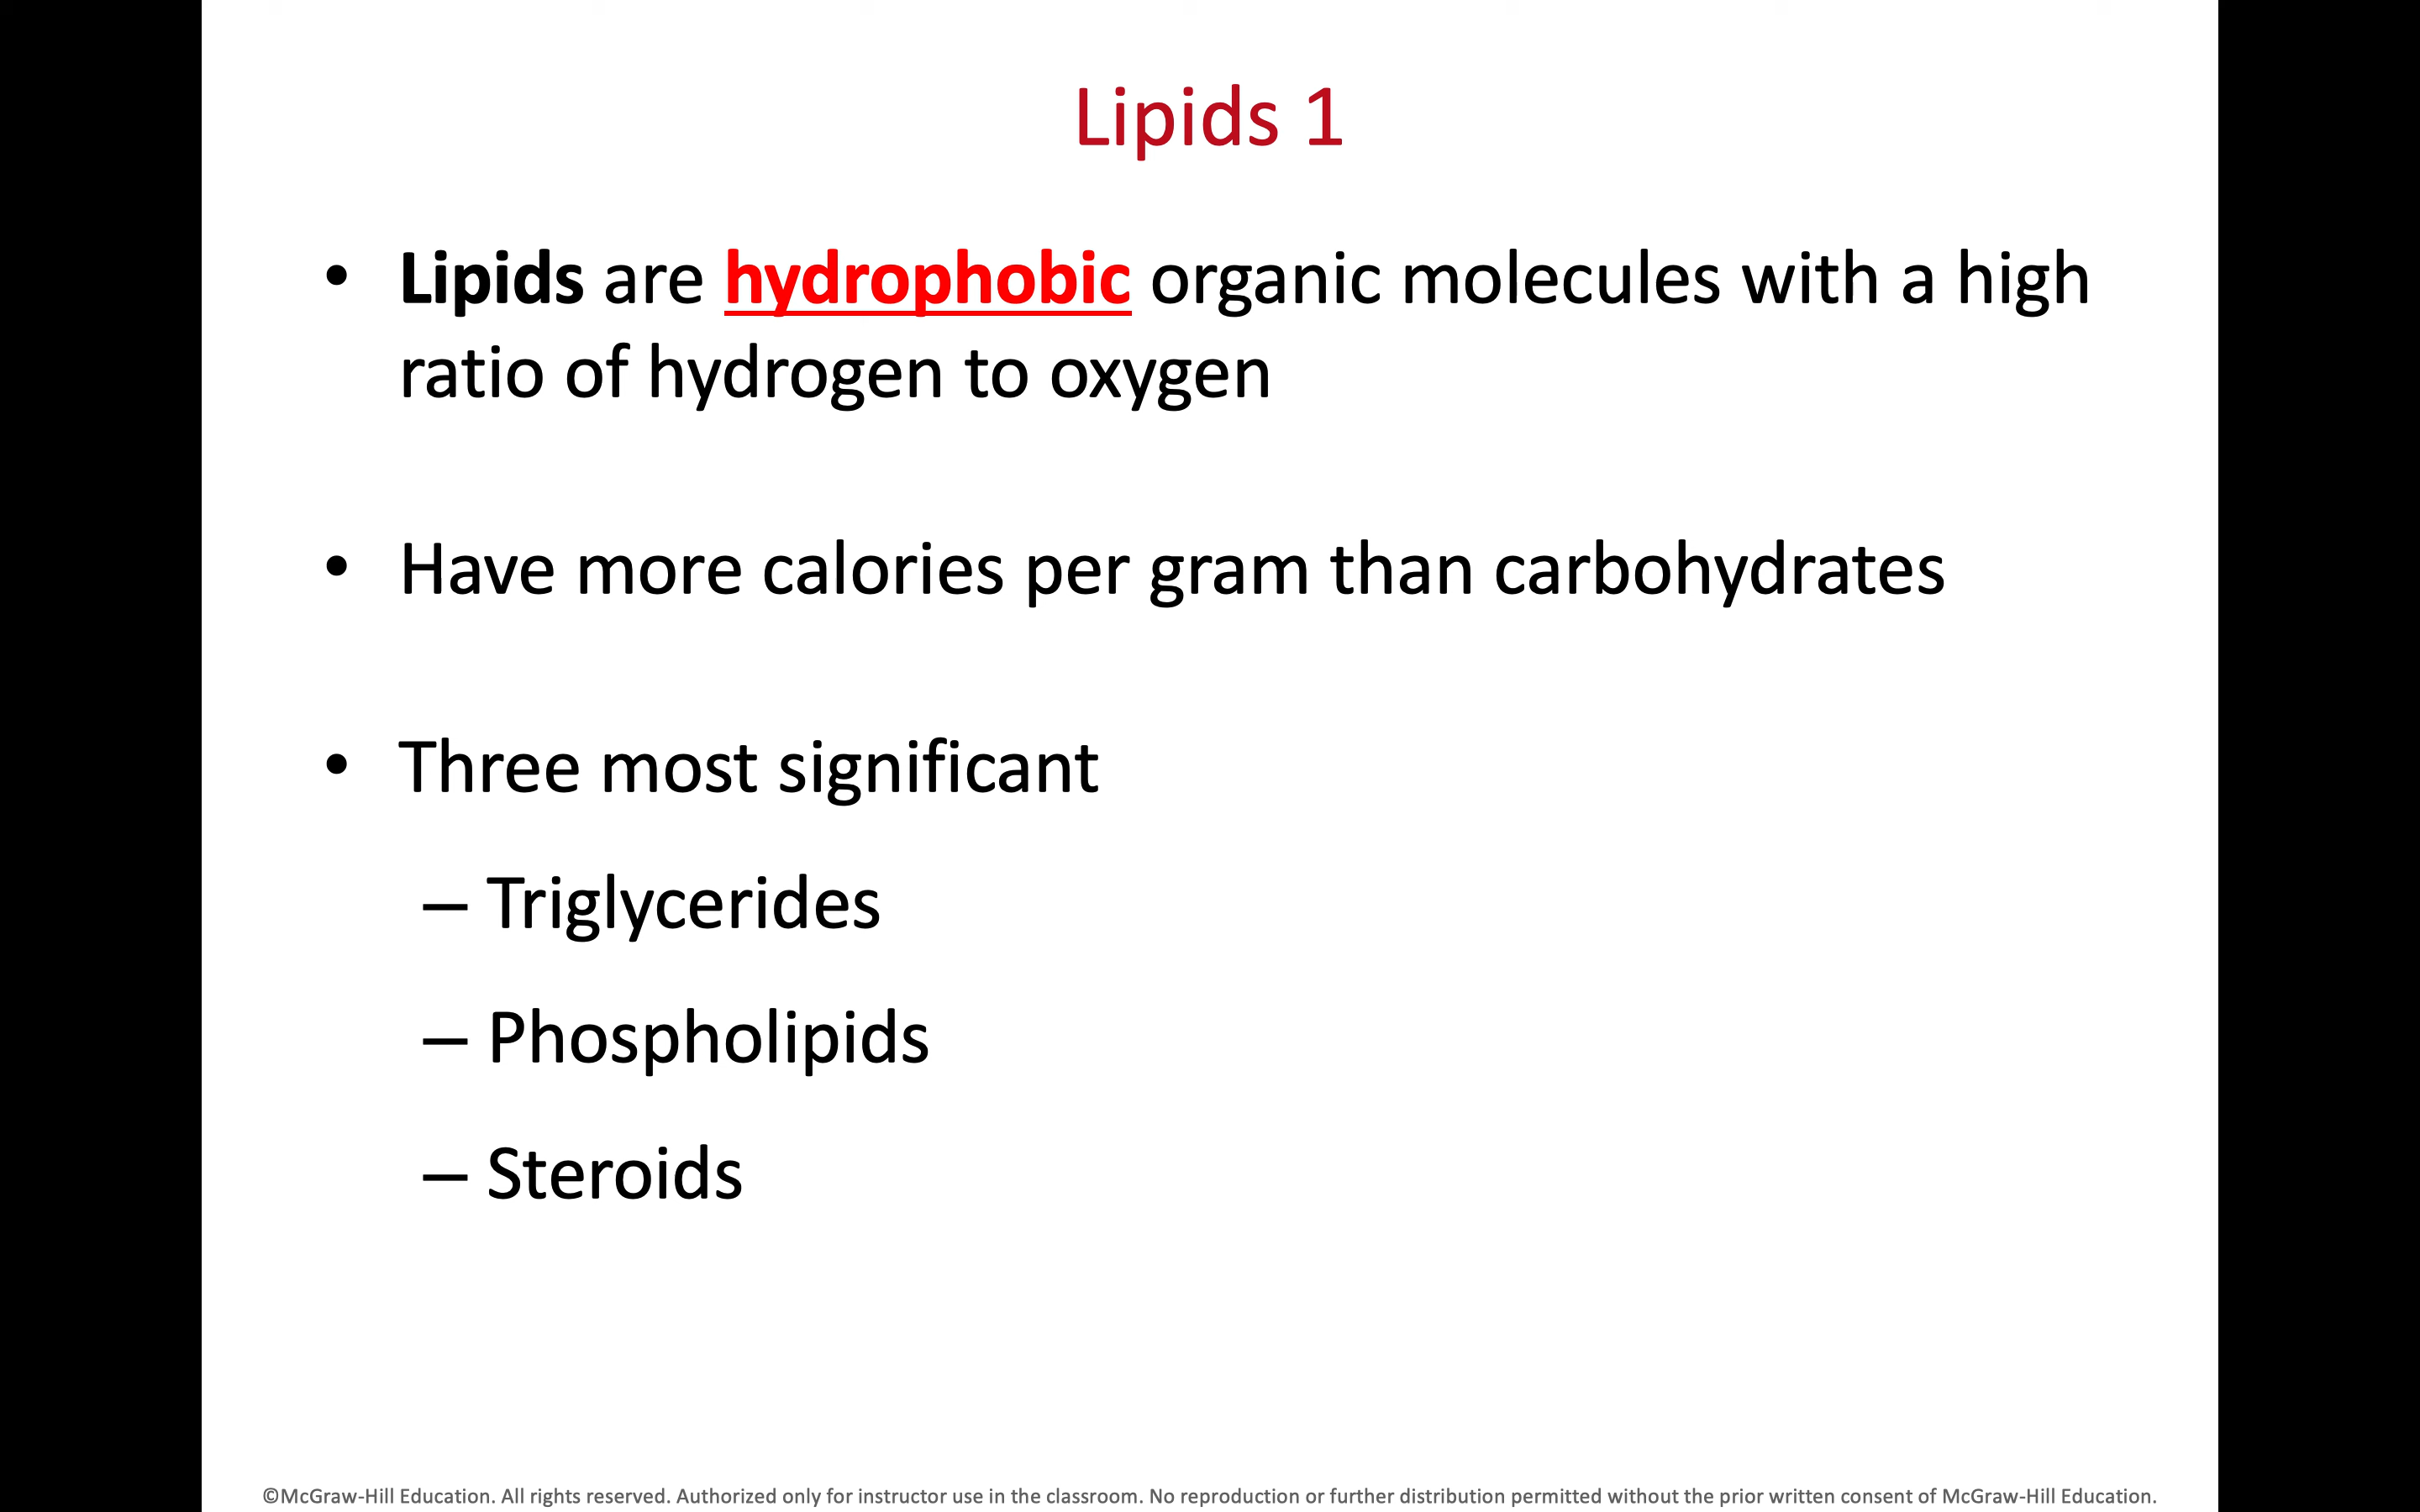 Lipids 1
• Lipids are hydrophobic organic molecules with a high
ratio of hydrogen to oxygen
• Have more calories per gram than carbohydrates
• Three most significant
– Triglycerides
– Phospholipids
– Steroids
©McGraw-Hill Education. All rights reserved. Authorized only for instructor use in the classroom. No reproduction or further distribution permitted without the prior written consent of McGraw-Hill Education.